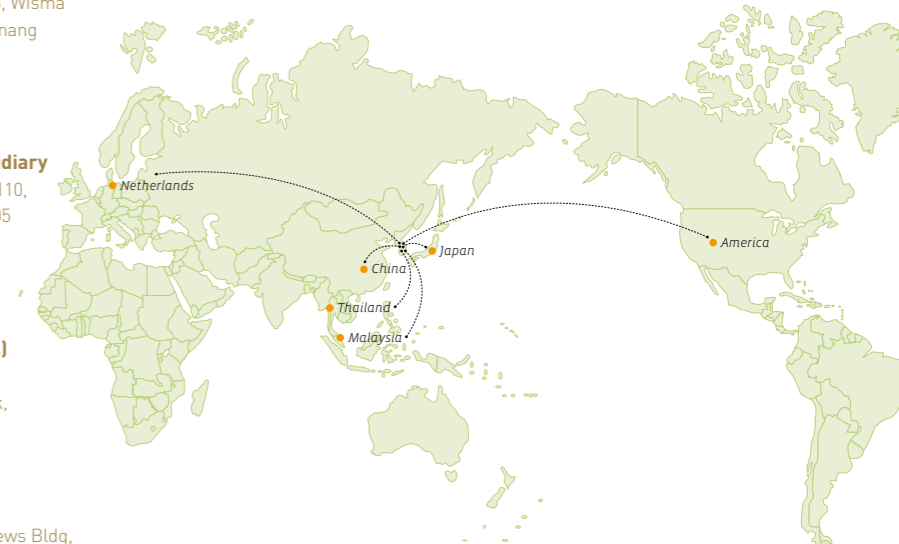 , Wisma
nang
diary
110,
05
Netherlands
America
Japan
China
Thailand
Malaysia
)
k,
ews Bldg,